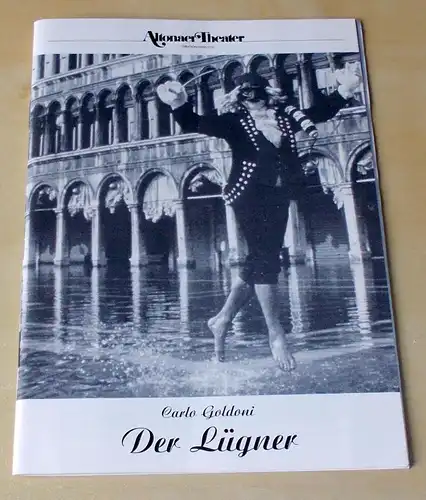 Altonaer Theater
Carlo Goldoni
Der Lügner